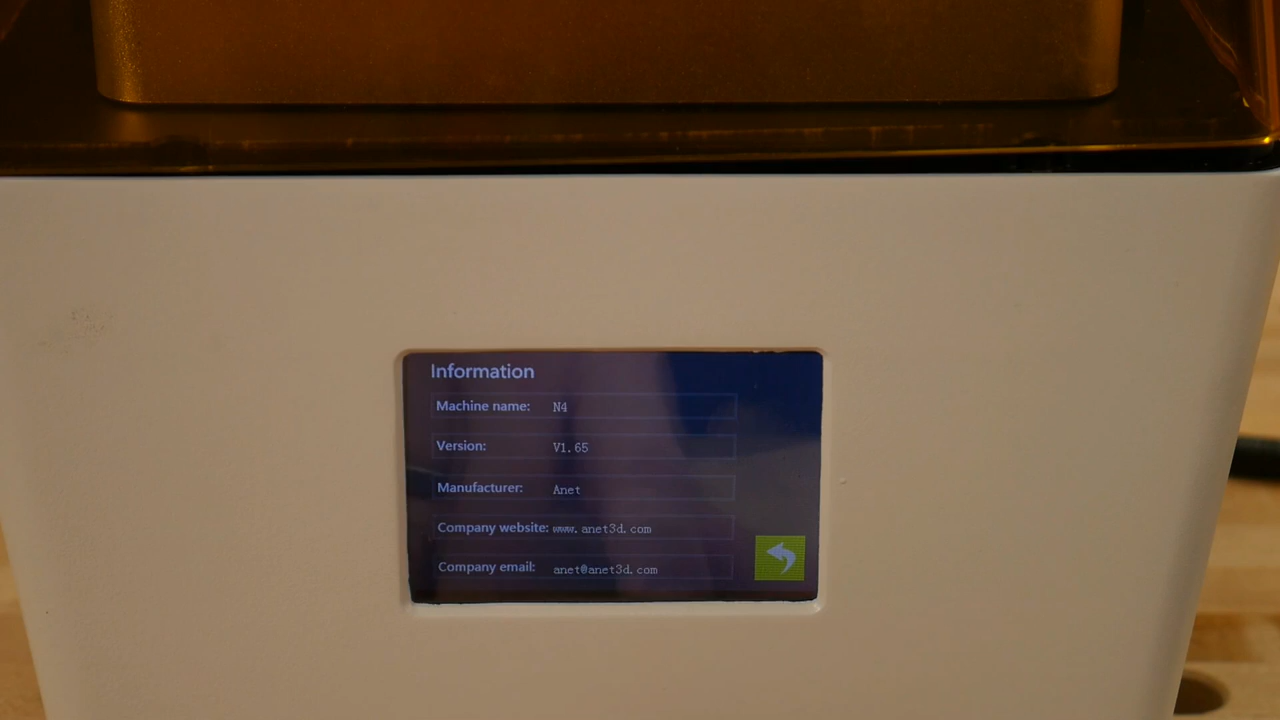 Information
Machine name: N4
Version: V1.65
Manufacturer: Anet
Company website: www.anet3d.com
Company email: anet@anet3d.com